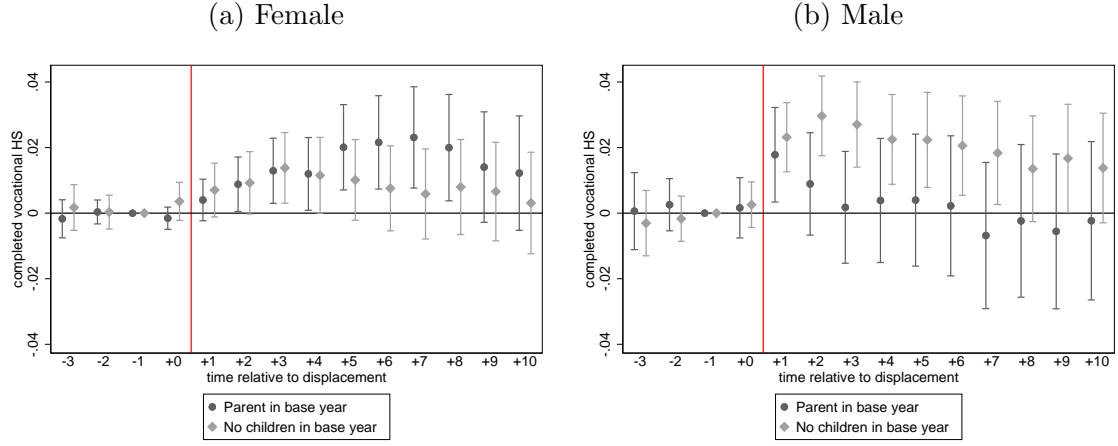 (a) Female
(b) Male
completed vocational HS
.04
.02
0
-.02
-.04
-3 -2 -1 +0 +1 +2 +3 +4 +5 +6 +7 +8 +9 +10
time relative to displacement
Parent in base year
No children in base year
completed vocational HS
.04
.02
0
-.02
-.04
-3 -2 -1 +0 +1 +2 +3 +4 +5 +6 +7 +8 +9 +10
time relative to displacement
Parent in base year
No children in base year